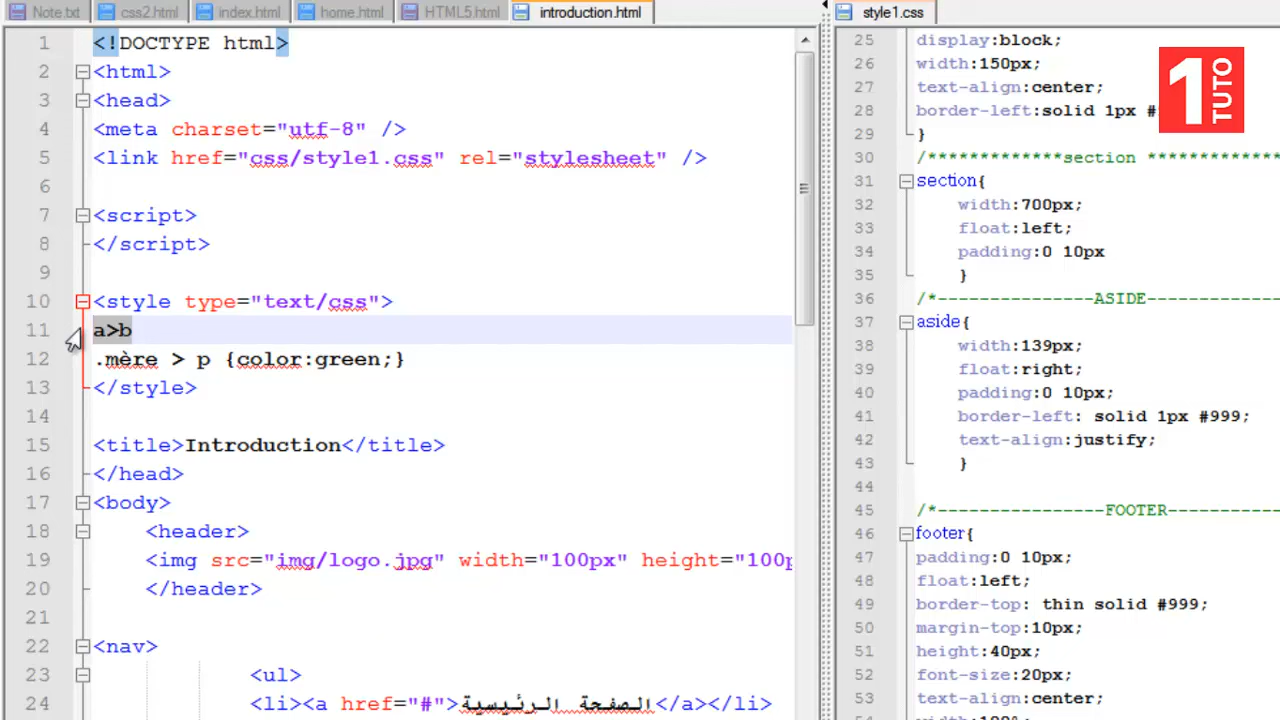 Note.txt css2.html index.html home.html HTML5.html introduction.html
1 <!DOCTYPE html>
2 <html>
3 <head>
4 <meta charset="utf-8" />
5 <link href="css/style1.css" rel="stylesheet" />
6
7 <script>
8 </script>
9
10 <style type="text/css">
11 a>b
12 .mère > p {color:green;}
13 </style>
14
15 <title>Introduction</title>
16 </head>
17 <body>
18 <header>
19 <img src="img/logo.jpg" width="100px" height="100p
20 </header>
21
22 <nav>
23 <ul>
24 <li><a href="#">الصفحة الرئيسية</a></li>
style1.css
25 display:block;
26 width:150px;
27 text-align:center;
28 border-left:solid 1px #
29 }
30 /*************section *************
31 section{
32 width:700px;
33 float:left;
34 padding:0 10px
35 }
36 /*---------------ASIDE------------
37 aside{
38 width:139px;
39 float:right;
40 padding:0 10px;
41 border-left: solid 1px #999;
42 text-align:justify;
43 }
44
45 /*----------------FOOTER-----------
46 footer{
47 padding:0 10px;
48 float:left;
49 border-top: thin solid #999;
50 margin-top:10px;
51 height:40px;
52 font-size:20px;
53 text-align:center;
1 TUTO